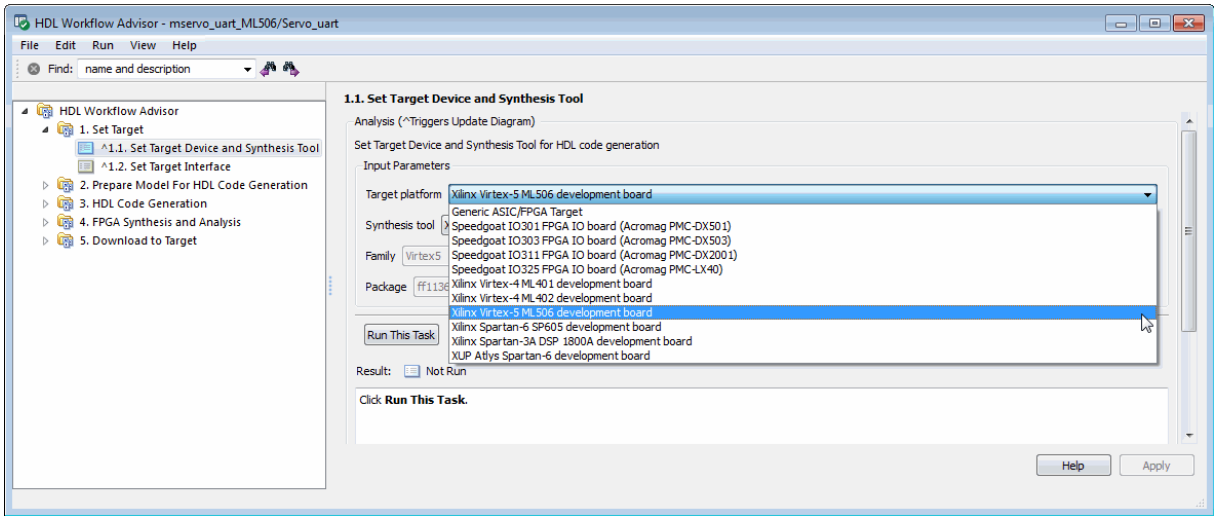 HDL Workflow Advisor - mservo_uart_ML506/Servo_uart
File Edit Run View Help
Find: name and description
HDL Workflow Advisor
1. Set Target
^1.1. Set Target Device and Synthesis Tool
^1.2. Set Target Interface
2. Prepare Model For HDL Code Generation
3. HDL Code Generation
4. FPGA Synthesis and Analysis
5. Download to Target
1.1. Set Target Device and Synthesis Tool
Analysis (^Triggers Update Diagram)
Set Target Device and Synthesis Tool for HDL code generation
Input Parameters
Target platform Xilinx Virtex-5 ML506 development board
Generic ASIC/FPGA Target
Synthesis tool Speedgoat IO301 FPGA IO board (Acromag PMC-DX501)
Speedgoat IO303 FPGA IO board (Acromag PMC-DX503)
Family Virtex5 Speedgoat IO311 FPGA IO board (Acromag PMC-DX2001)
Speedgoat IO325 FPGA IO board (Acromag PMC-LX40)
Package ff1136 Xilinx Virtex-4 ML401 development board
Xilinx Virtex-4 ML402 development board
Xilinx Virtex-5 ML506 development board
Xilinx Spartan-6 SP605 development board
Run This Task Xilinx Spartan-3A DSP 1800A development board
XUP Atlys Spartan-6 development board
Result: Not Run
Click Run This Task.
Help Apply